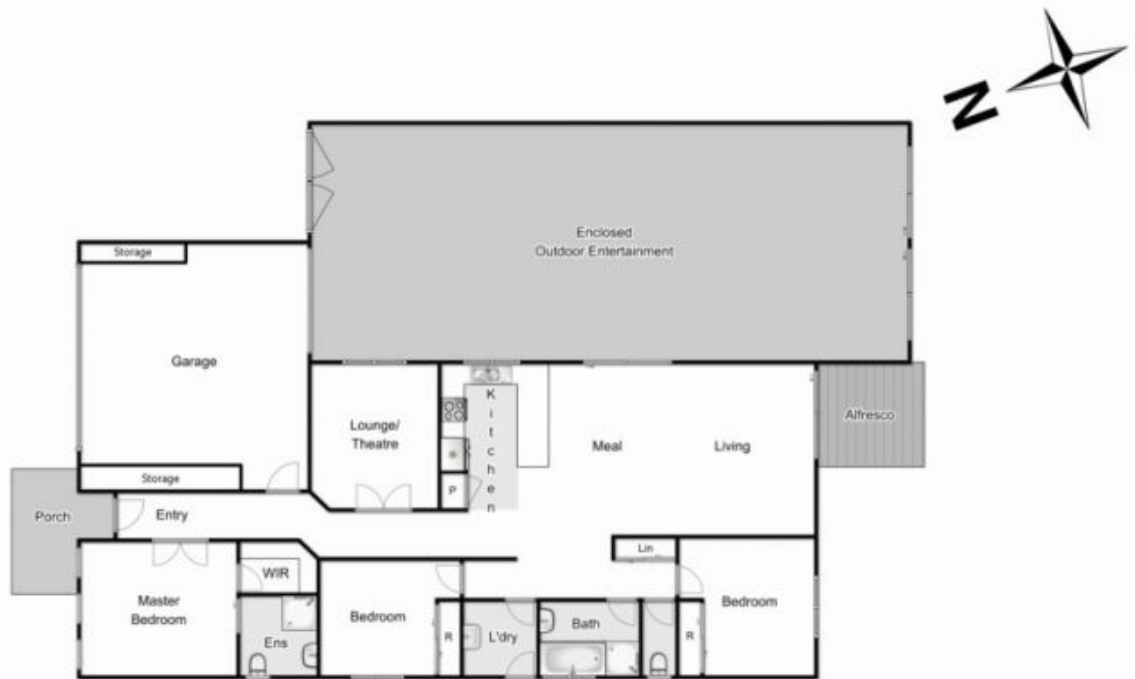 N
Enclosed
Outdoor Entertainment
Storage
Garage
Storage
Lounge/
Theatre
Kitchen
P
Meal
Living
Alfresco
Porch
Entry
Master
Bedroom
WIR
Ens
Bedroom
R
L'dry
Bath
Lin
R
Bedroom